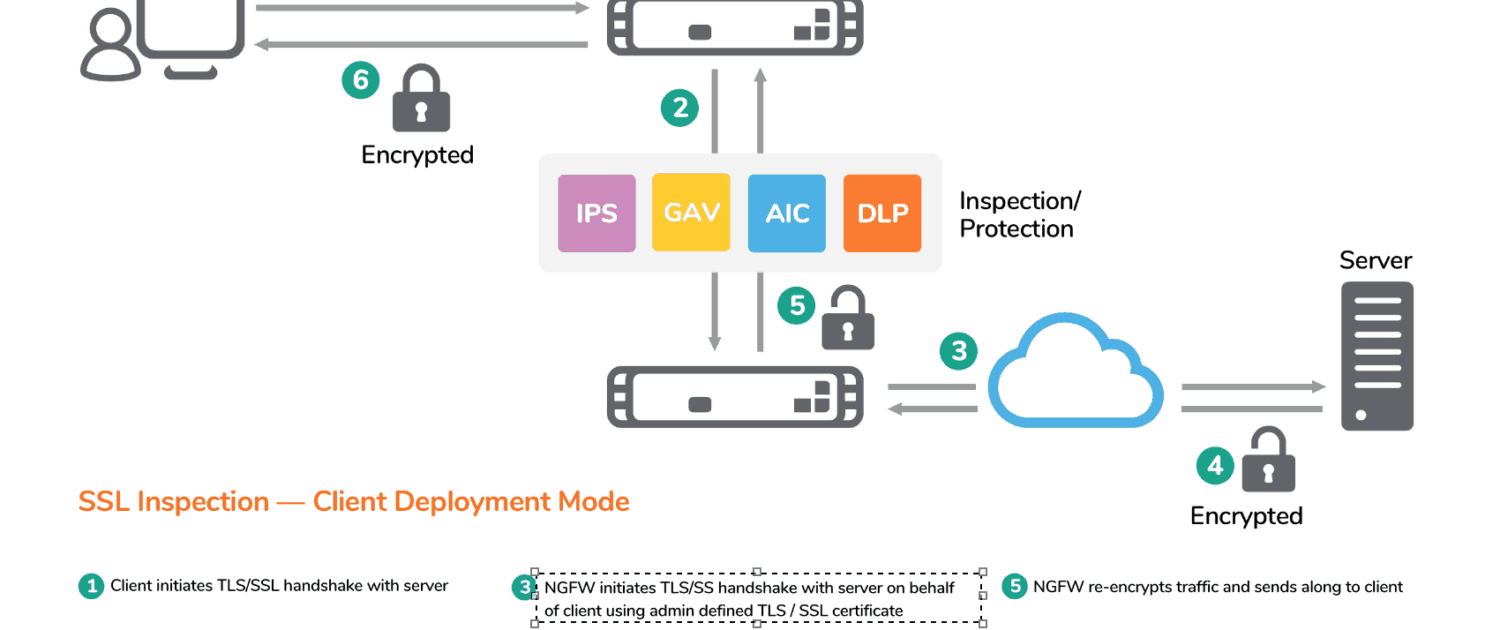 6
Encrypted
2
IPS GAV AIC DLP
Inspection/
Protection
5
Server
3
4
Encrypted
SSL Inspection — Client Deployment Mode
1 Client initiates TLS/SSL handshake with server
3 NGFW initiates TLS/SS handshake with server on behalf
of client using admin defined TLS / SSL certificate
5 NGFW re-encrypts traffic and sends along to client